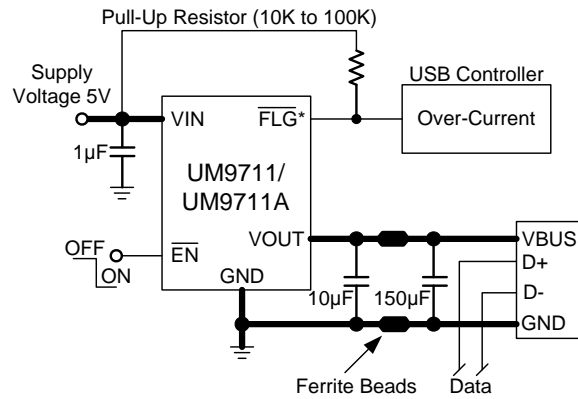 Pull-Up Resistor (10K to 100K)
Supply
Voltage 5V
USB Controller
VIN
FLG*
Over-Current
1µF
UM9711/
UM9711A
OFF
ON
EN
VOUT
VBUS
D+
GND
10µF
150µF
D-
GND
Ferrite Beads
Data